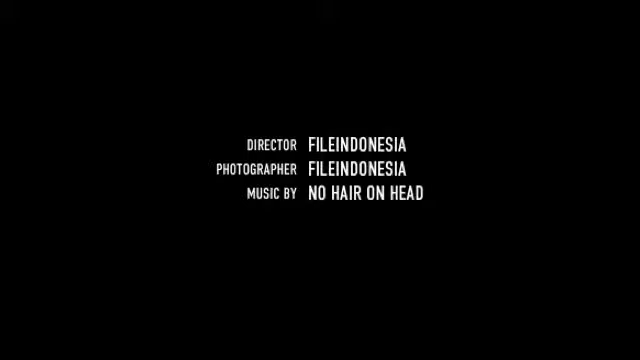 DIRECTOR FILEINDONESIA
PHOTOGRAPHER FILEINDONESIA
MUSIC BY NO HAIR ON HEAD